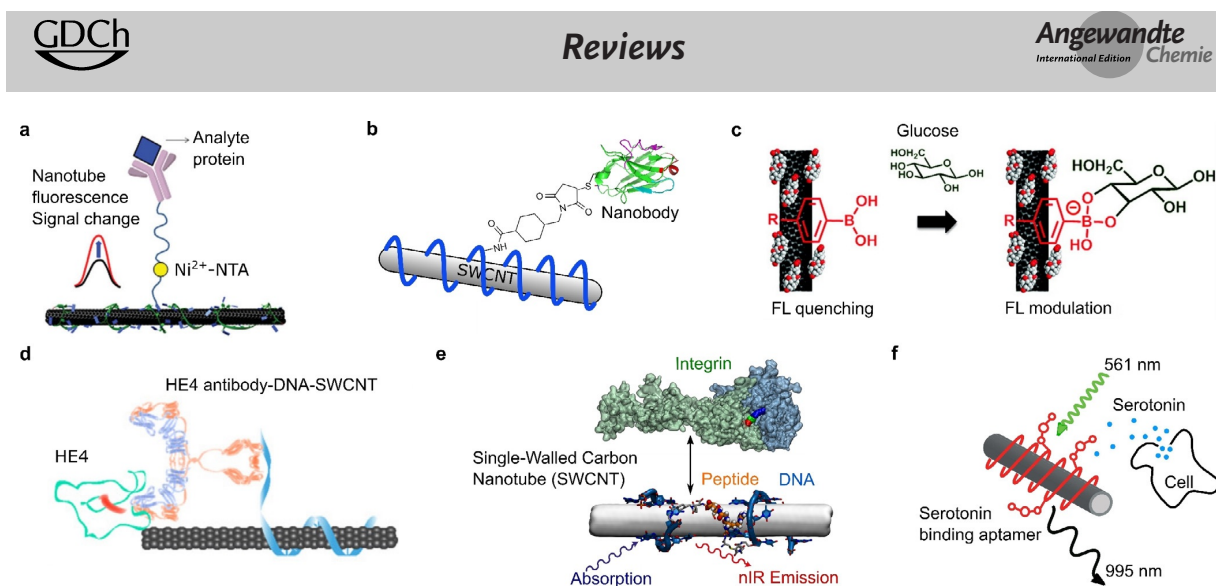 GDCh
Reviews
Angewandte
International Edition Chemie
a
Analyte
protein
Nanotube
fluorescence
Signal change
Ni²⁺-NTA
b
S
O
N
O
O
NH
Nanobody
SWCNT
c
Glucose
HOH₂C
O
HO
HO
OH
OH
R
B
OH
OH
FL quenching
HOH₂C
O
OH
OH
O
O
R
B
⊖
HO
FL modulation
d
HE4 antibody-DNA-SWCNT
HE4
e
Integrin
Single-Walled Carbon
Nanotube (SWCNT)
Peptide
DNA
Absorption
nIR Emission
f
561 nm
Serotonin
Cell
Serotonin
binding aptamer
995 nm